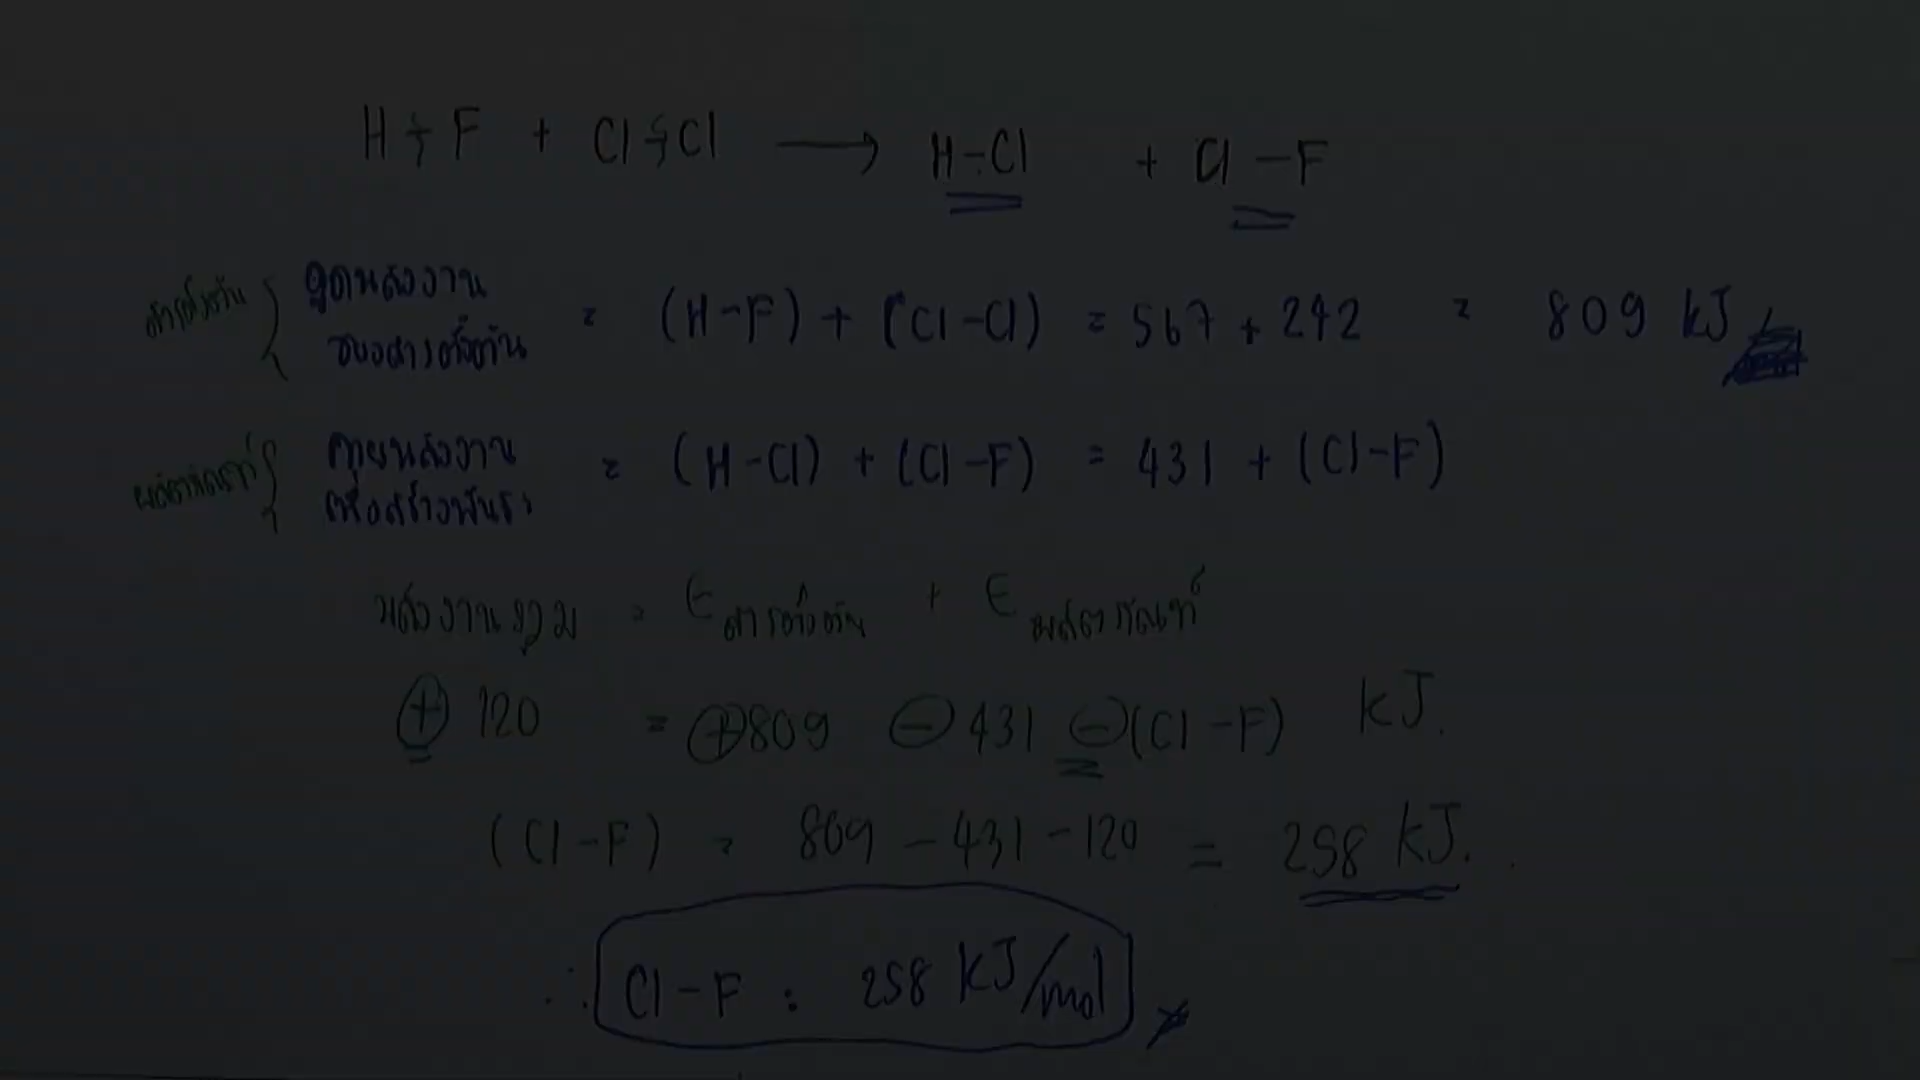 H-F + Cl-Cl → H-Cl + Cl-F
สารตั้งต้น
ดูดพลังงาน
ของสารตั้งต้น
= (H-F) + (Cl-Cl) = 567 + 242 = 809 kJ
ผลิตภัณฑ์
คายพลังงาน
เพื่อสร้างพันธะ
= (H-Cl) + (Cl-F) = 431 + (Cl-F)
พลังงานรวม = E สารตั้งต้น + E ผลิตภัณฑ์
+ 120 = +809 - 431 - (Cl-F) kJ.
(Cl-F) = 809 - 431 - 120 = 258 kJ.
∴ Cl-F : 258 kJ/mol